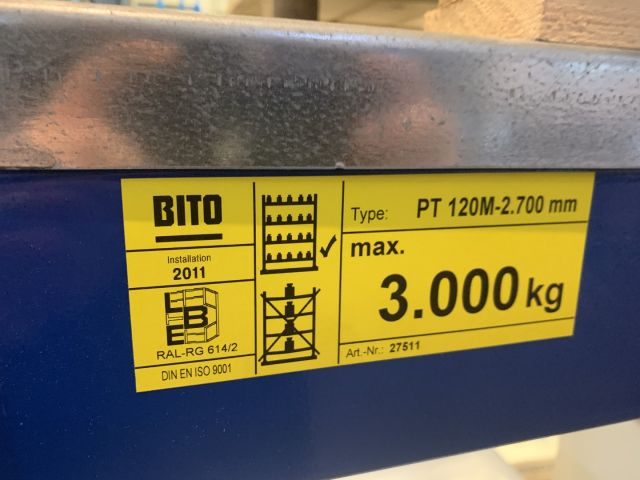 BITO
Installation
2011
LBE
RAL-RG 614/2
DIN EN ISO 9001
Type: PT 120M-2.700 mm
max.
3.000 kg
Art.-Nr.: 27511